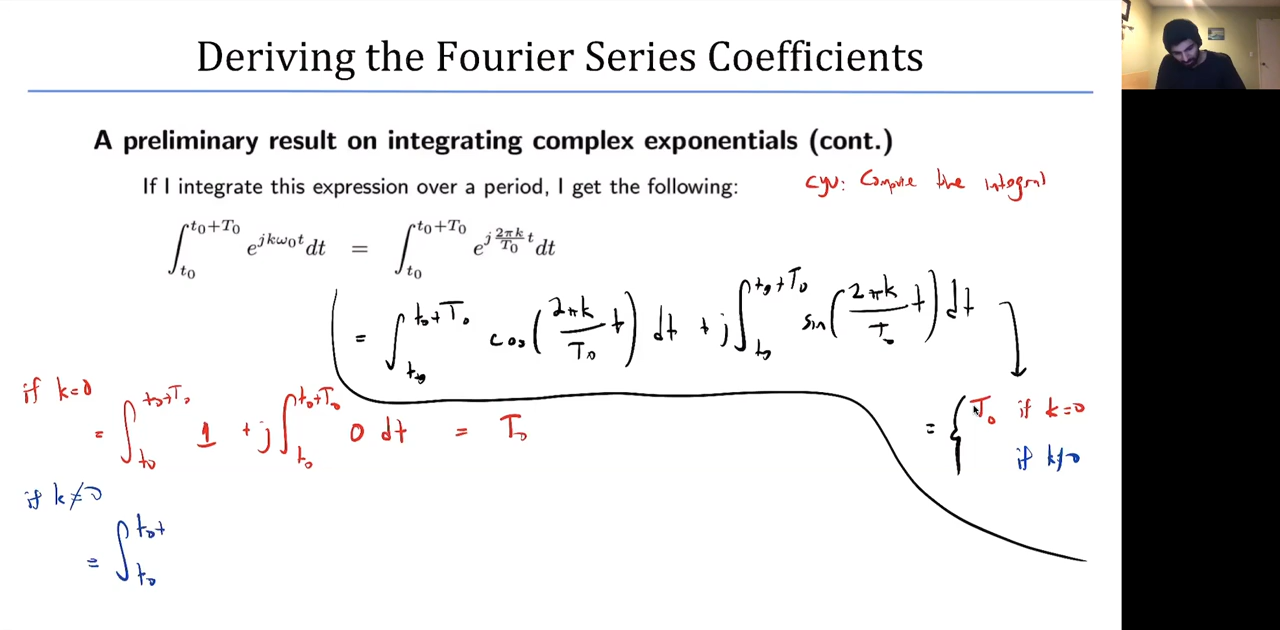 Deriving the Fourier Series Coefficients
A preliminary result on integrating complex exponentials (cont.)
If I integrate this expression over a period, I get the following:
CYU: Compute the integral
∫_{t₀}^{t₀+T₀} e^{jkω₀t} dt = ∫_{t₀}^{t₀+T₀} e^{j(2πk/T₀)t} dt
= ∫_{t₀}^{t₀+T₀} cos(2πk/T₀ t) dt + j∫_{t₀}^{t₀+T₀} sin(2πk/T₀ t) dt
= { T₀ if k=0
if k≠0
if k=0
= ∫_{t₀}^{t₀+T₀} 1 + j∫_{t₀}^{t₀+T₀} 0 dt = T₀
if k≠0
= ∫_{t₀}^{t₀+